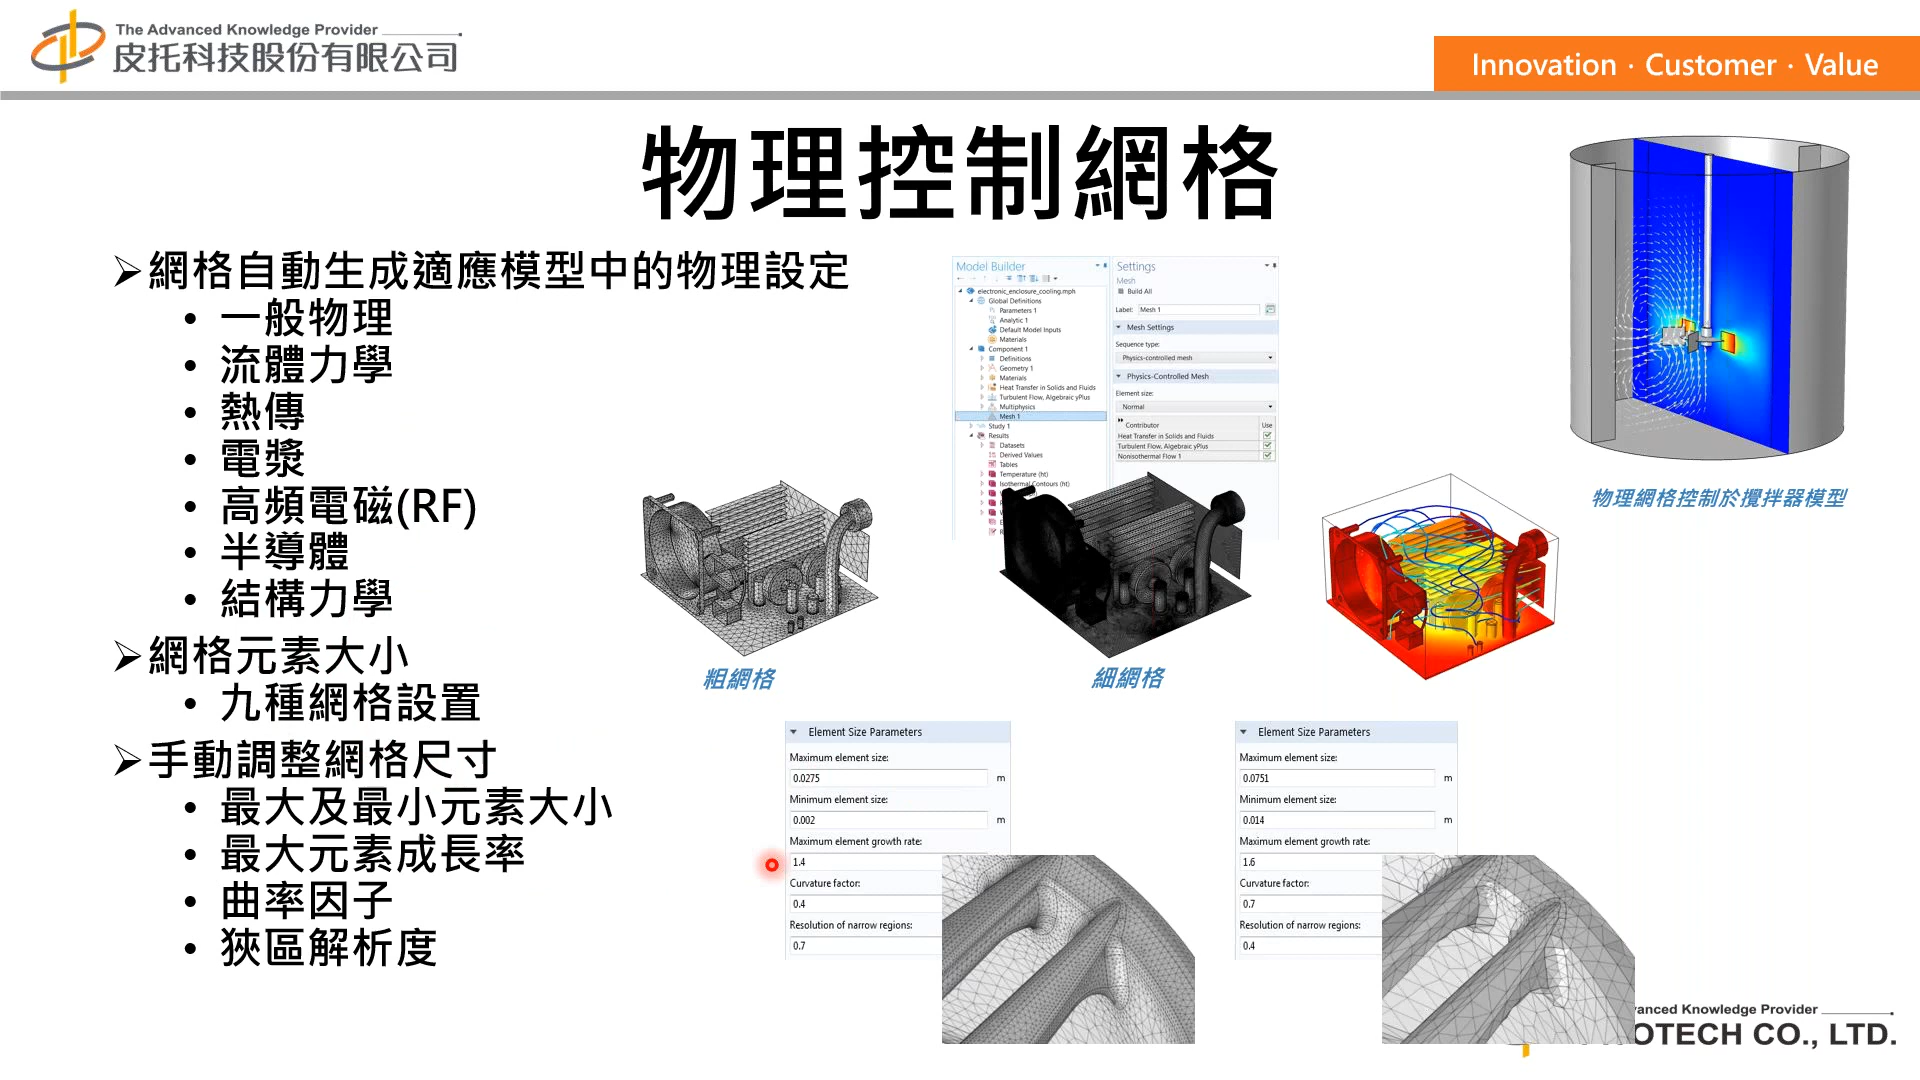 The Advanced Knowledge Provider
皮托科技股份有限公司
Innovation · Customer · Value
物理控制網格
➢網格自動生成適應模型中的物理設定
• 一般物理
• 流體力學
• 熱傳
• 電漿
• 高頻電磁(RF)
• 半導體
• 結構力學
➢網格元素大小
• 九種網格設置
➢手動調整網格尺寸
• 最大及最小元素大小
• 最大元素成長率
• 曲率因子
• 狹區解析度
Model Builder
electronic_enclosure_cooling.mph
Global Definitions
Parameters 1
Analytic 1
Default Model Inputs
Materials
Component 1
Definitions
Geometry 1
Materials
Heat Transfer in Solids and Fluids
Turbulent Flow, Algebraic yPlus
Multiphysics
Mesh 1
Study 1
Results
Datasets
Derived Values
Tables
Temperature (ht)
Isothermal Contours (ht)
Settings
Mesh
Build All
Label: Mesh 1
Mesh Settings
Sequence type:
Physics-controlled mesh
Physics-Controlled Mesh
Element size:
Normal
Contributor Use
Heat Transfer in Solids and Fluids
Turbulent Flow, Algebraic yPlus
Nonisothermal Flow 1
物理網格控制於攪拌器模型
粗網格
細網格
Element Size Parameters
Maximum element size:
0.0275 m
Minimum element size:
0.002 m
Maximum element growth rate:
1.4
Curvature factor:
0.4
Resolution of narrow regions:
0.7
Element Size Parameters
Maximum element size:
0.0751 m
Minimum element size:
0.014 m
Maximum element growth rate:
1.6
Curvature factor:
0.7
Resolution of narrow regions:
0.4
vanced Knowledge Provider
OTECH CO., LTD.